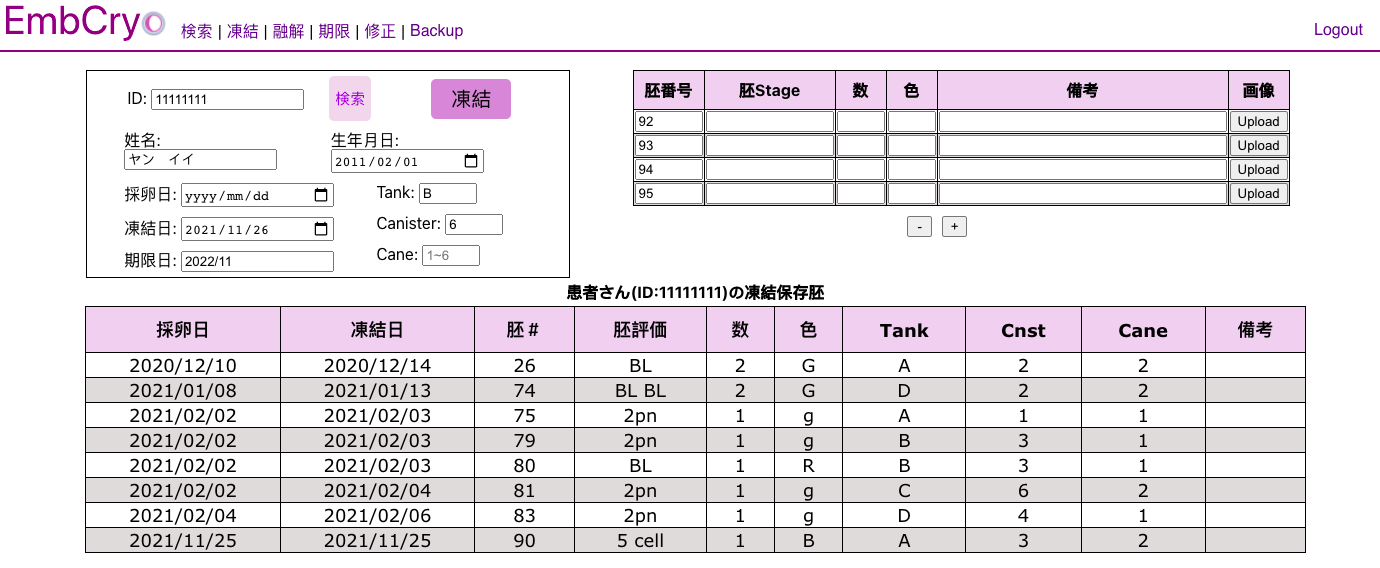 EmbCryo 検索 | 凍結 | 融解 | 期限 | 修正 | Backup Logout
ID: 11111111 検索 凍結
姓名: 生年月日:
ヤン　イイ 2011/02/01
採卵日: yyyy/mm/dd Tank: B
凍結日: 2021/11/26 Canister: 6
期限日: 2022/11 Cane: 1~6
胚番号 胚Stage 数 色 備考 画像
92 Upload
93 Upload
94 Upload
95 Upload
- +
患者さん(ID:11111111)の凍結保存胚
採卵日 凍結日 胚 # 胚評価 数 色 Tank Cnst Cane 備考
2020/12/10 2020/12/14 26 BL 2 G A 2 2
2021/01/08 2021/01/13 74 BL BL 2 G D 2 2
2021/02/02 2021/02/03 75 2pn 1 g A 1 1
2021/02/02 2021/02/03 79 2pn 1 g B 3 1
2021/02/02 2021/02/03 80 BL 1 R B 3 1
2021/02/02 2021/02/04 81 2pn 1 g C 6 2
2021/02/04 2021/02/06 83 2pn 1 g D 4 1
2021/11/25 2021/11/25 90 5 cell 1 B A 3 2